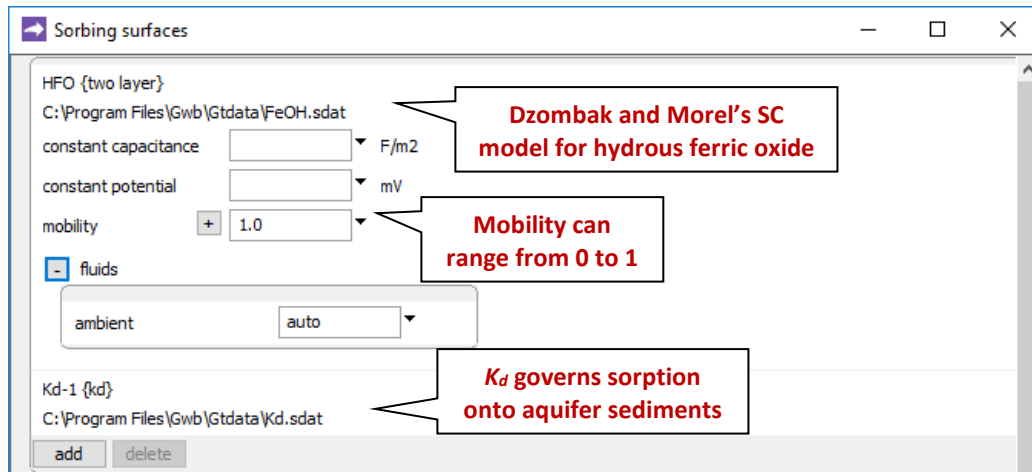 Sorbing surfaces
HFO {two layer}
C:\Program Files\Gwb\Gtdata\FeOH.sdat
Dzombak and Morel's SC
model for hydrous ferric oxide
constant capacitance F/m2
constant potential mV
mobility + 1.0
Mobility can
range from 0 to 1
- fluids
ambient auto
Kd-1 {kd}
C:\Program Files\Gwb\Gtdata\Kd.sdat
Kd governs sorption
onto aquifer sediments
add delete